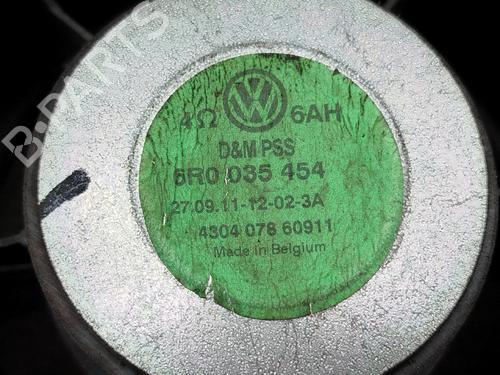 B-PARTS
4Ω 6AH
D&M PSS
6R0 035 454
27.09.11-12-02-3A
4304 078 60911
Made in Belgium